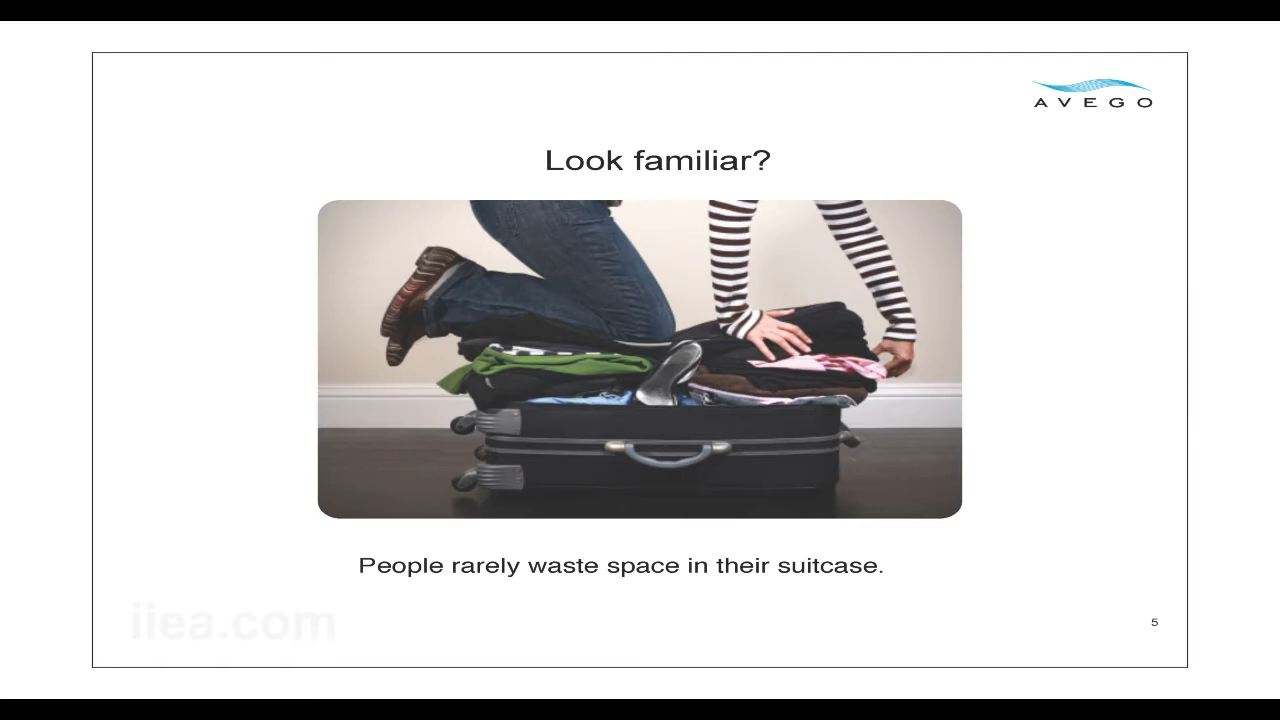 AVEGO
Look familiar?
People rarely waste space in their suitcase.
iiea.com
5